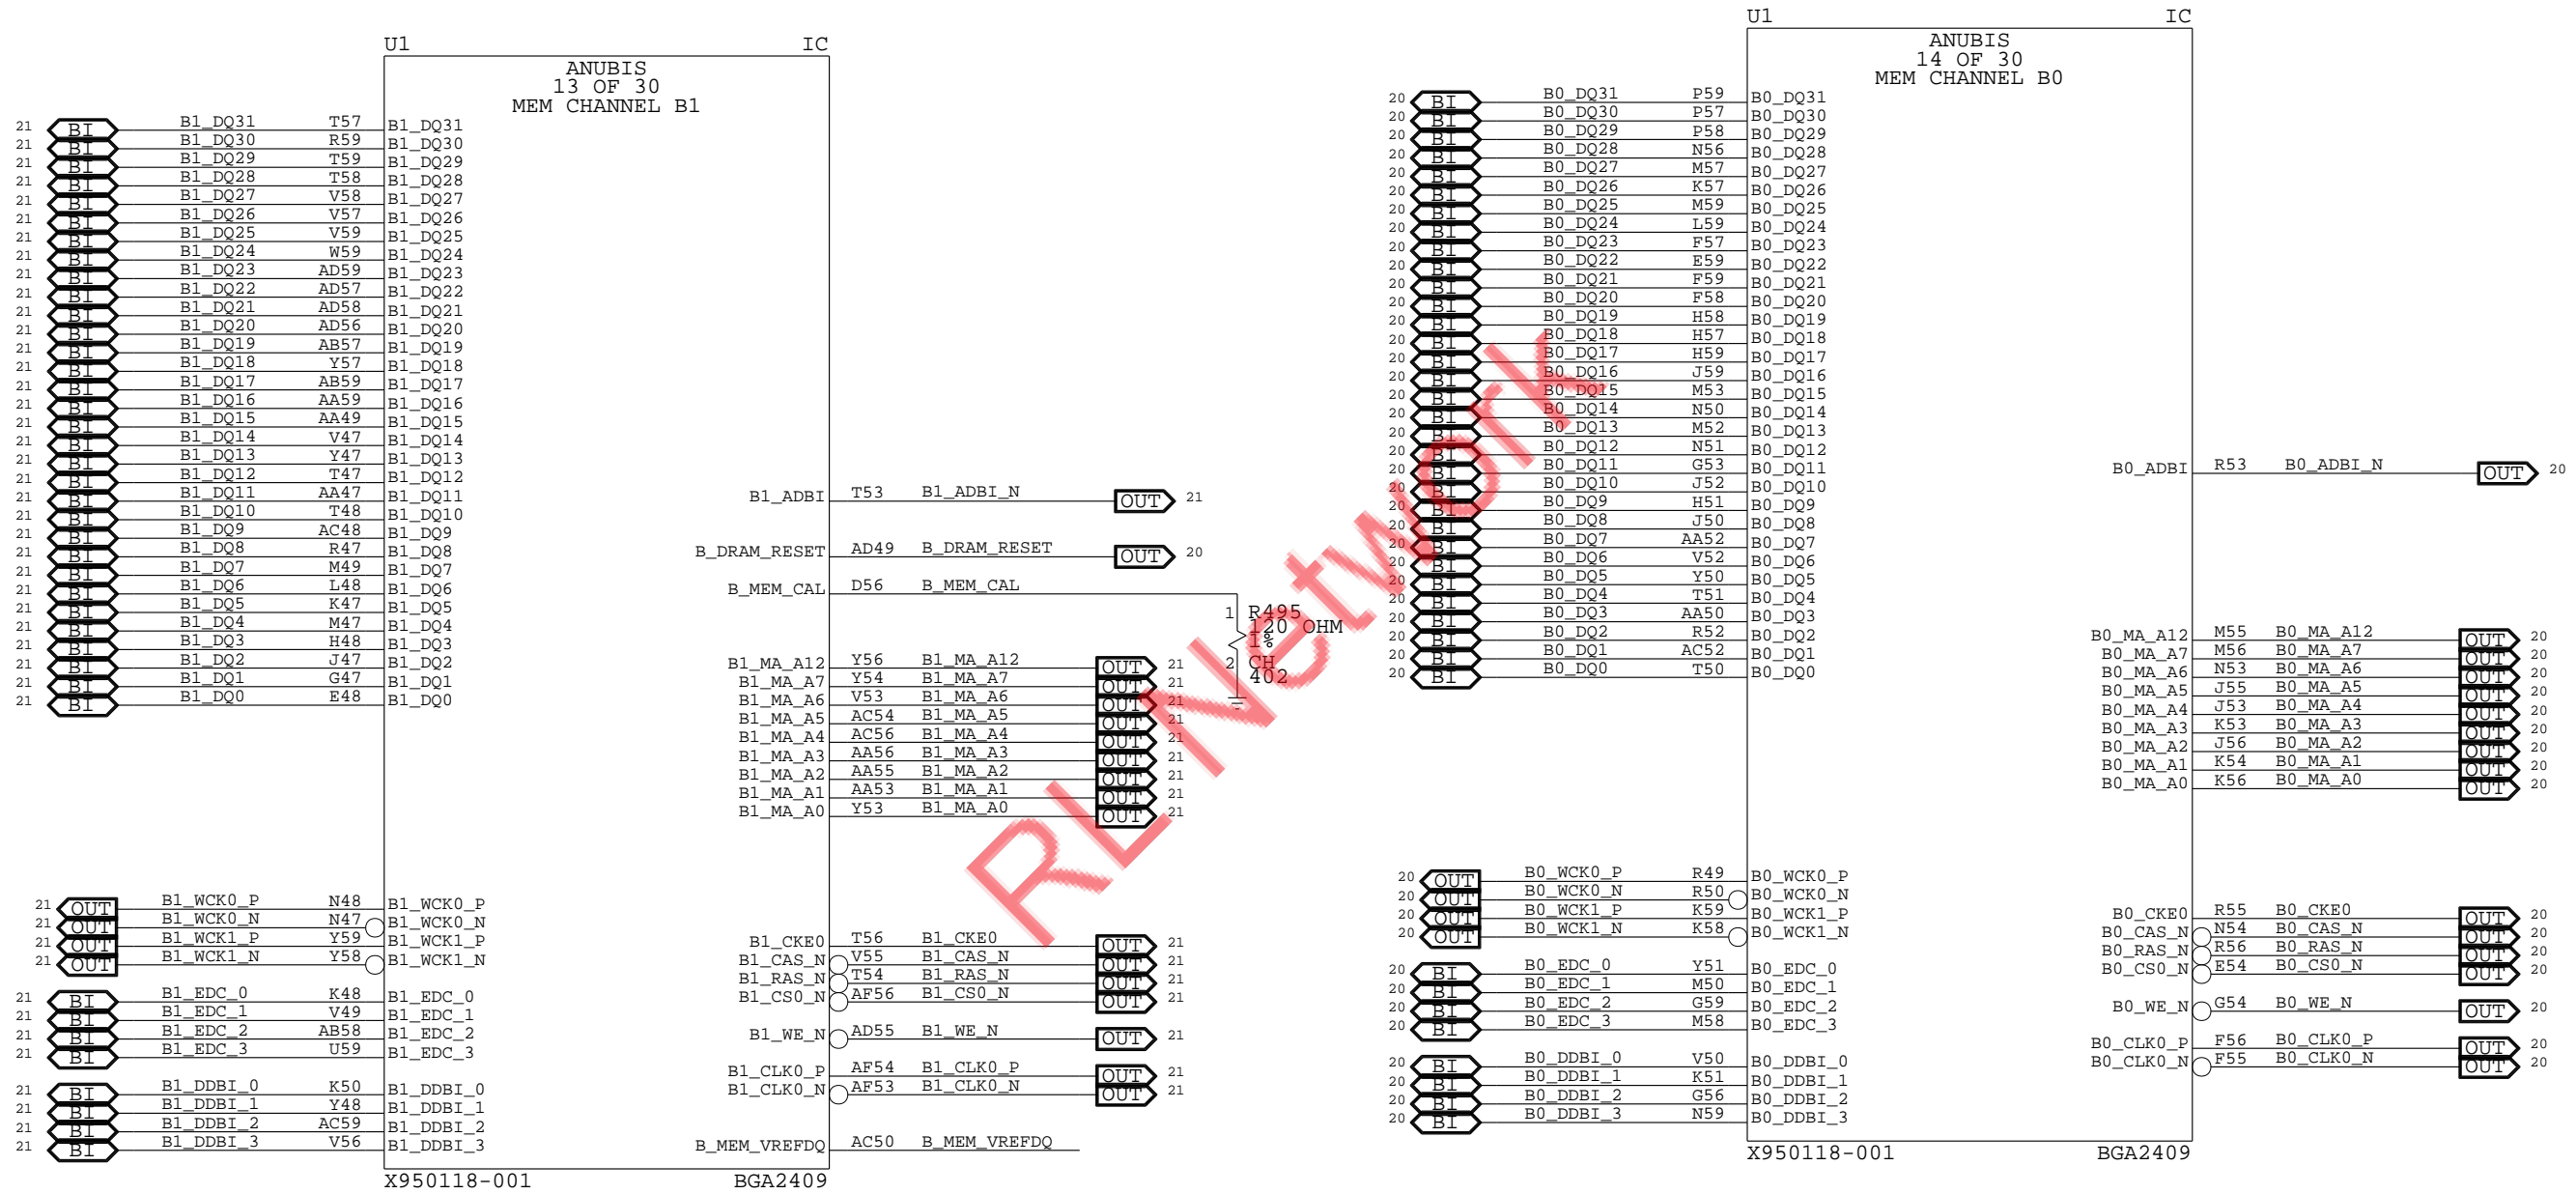 U1 IC
ANUBIS
13 OF 30
MEM CHANNEL B1
21 BI B1_DQ31 T57 B1_DQ31
21 BI B1_DQ30 R59 B1_DQ30
21 BI B1_DQ29 T59 B1_DQ29
21 BI B1_DQ28 T58 B1_DQ28
21 BI B1_DQ27 V58 B1_DQ27
21 BI B1_DQ26 V57 B1_DQ26
21 BI B1_DQ25 V59 B1_DQ25
21 BI B1_DQ24 W59 B1_DQ24
21 BI B1_DQ23 AD59 B1_DQ23
21 BI B1_DQ22 AD57 B1_DQ22
21 BI B1_DQ21 AD58 B1_DQ21
21 BI B1_DQ20 AD56 B1_DQ20
21 BI B1_DQ19 AB57 B1_DQ19
21 BI B1_DQ18 Y57 B1_DQ18
21 BI B1_DQ17 AB59 B1_DQ17
21 BI B1_DQ16 AA59 B1_DQ16
21 BI B1_DQ15 AA49 B1_DQ15
21 BI B1_DQ14 V47 B1_DQ14
21 BI B1_DQ13 Y47 B1_DQ13
21 BI B1_DQ12 T47 B1_DQ12
21 BI B1_DQ11 AA47 B1_DQ11
21 BI B1_DQ10 T48 B1_DQ10
21 BI B1_DQ9 AC48 B1_DQ9
21 BI B1_DQ8 R47 B1_DQ8
21 BI B1_DQ7 M49 B1_DQ7
21 BI B1_DQ6 L48 B1_DQ6
21 BI B1_DQ5 K47 B1_DQ5
21 BI B1_DQ4 M47 B1_DQ4
21 BI B1_DQ3 H48 B1_DQ3
21 BI B1_DQ2 J47 B1_DQ2
21 BI B1_DQ1 G47 B1_DQ1
21 BI B1_DQ0 E48 B1_DQ0
21 OUT B1_WCK0_P N48 B1_WCK0_P
21 OUT B1_WCK0_N N47 B1_WCK0_N
21 OUT B1_WCK1_P Y59 B1_WCK1_P
21 OUT B1_WCK1_N Y58 B1_WCK1_N
21 BI B1_EDC_0 K48 B1_EDC_0
21 BI B1_EDC_1 V49 B1_EDC_1
21 BI B1_EDC_2 AB58 B1_EDC_2
21 BI B1_EDC_3 U59 B1_EDC_3
21 BI B1_DDBI_0 K50 B1_DDBI_0
21 BI B1_DDBI_1 Y48 B1_DDBI_1
21 BI B1_DDBI_2 AC59 B1_DDBI_2
21 BI B1_DDBI_3 V56 B1_DDBI_3
B1_ADBI T53 B1_ADBI_N OUT 21
B_DRAM_RESET AD49 B_DRAM_RESET OUT 20
B_MEM_CAL D56 B_MEM_CAL
1 R495
120 OHM
1%
2 CH
402
B1_MA_A12 Y56 B1_MA_A12 OUT 21
B1_MA_A7 Y54 B1_MA_A7 OUT 21
B1_MA_A6 V53 B1_MA_A6 OUT 21
B1_MA_A5 AC54 B1_MA_A5 OUT 21
B1_MA_A4 AC56 B1_MA_A4 OUT 21
B1_MA_A3 AA56 B1_MA_A3 OUT 21
B1_MA_A2 AA55 B1_MA_A2 OUT 21
B1_MA_A1 AA53 B1_MA_A1 OUT 21
B1_MA_A0 Y53 B1_MA_A0 OUT 21
B1_CKE0 T56 B1_CKE0 OUT 21
B1_CAS_N V55 B1_CAS_N OUT 21
B1_RAS_N T54 B1_RAS_N OUT 21
B1_CS0_N AF56 B1_CS0_N OUT 21
B1_WE_N AD55 B1_WE_N OUT 21
B1_CLK0_P AF54 B1_CLK0_P OUT 21
B1_CLK0_N AF53 B1_CLK0_N OUT 21
B_MEM_VREFDQ AC50 B_MEM_VREFDQ
X950118-001 BGA2409
RL Network
U1 IC
ANUBIS
14 OF 30
MEM CHANNEL B0
20 BI B0_DQ31 P59 B0_DQ31
20 BI B0_DQ30 P57 B0_DQ30
20 BI B0_DQ29 P58 B0_DQ29
20 BI B0_DQ28 N56 B0_DQ28
20 BI B0_DQ27 M57 B0_DQ27
20 BI B0_DQ26 K57 B0_DQ26
20 BI B0_DQ25 M59 B0_DQ25
20 BI B0_DQ24 L59 B0_DQ24
20 BI B0_DQ23 F57 B0_DQ23
20 BI B0_DQ22 E59 B0_DQ22
20 BI B0_DQ21 F59 B0_DQ21
20 BI B0_DQ20 F58 B0_DQ20
20 BI B0_DQ19 H58 B0_DQ19
20 BI B0_DQ18 H57 B0_DQ18
20 BI B0_DQ17 H59 B0_DQ17
20 BI B0_DQ16 J59 B0_DQ16
20 BI B0_DQ15 M53 B0_DQ15
20 BI B0_DQ14 N50 B0_DQ14
20 BI B0_DQ13 M52 B0_DQ13
20 BI B0_DQ12 N51 B0_DQ12
20 BI B0_DQ11 G53 B0_DQ11
20 BI B0_DQ10 J52 B0_DQ10
20 BI B0_DQ9 H51 B0_DQ9
20 BI B0_DQ8 J50 B0_DQ8
20 BI B0_DQ7 AA52 B0_DQ7
20 BI B0_DQ6 V52 B0_DQ6
20 BI B0_DQ5 Y50 B0_DQ5
20 BI B0_DQ4 T51 B0_DQ4
20 BI B0_DQ3 AA50 B0_DQ3
20 BI B0_DQ2 R52 B0_DQ2
20 BI B0_DQ1 AC52 B0_DQ1
20 BI B0_DQ0 T50 B0_DQ0
20 OUT B0_WCK0_P R49 B0_WCK0_P
20 OUT B0_WCK0_N R50 B0_WCK0_N
20 OUT B0_WCK1_P K59 B0_WCK1_P
20 OUT B0_WCK1_N K58 B0_WCK1_N
20 BI B0_EDC_0 Y51 B0_EDC_0
20 BI B0_EDC_1 M50 B0_EDC_1
20 BI B0_EDC_2 G59 B0_EDC_2
20 BI B0_EDC_3 M58 B0_EDC_3
20 BI B0_DDBI_0 V50 B0_DDBI_0
20 BI B0_DDBI_1 K51 B0_DDBI_1
20 BI B0_DDBI_2 G56 B0_DDBI_2
20 BI B0_DDBI_3 N59 B0_DDBI_3
B0_ADBI R53 B0_ADBI_N OUT 20
B0_MA_A12 M55 B0_MA_A12 OUT 20
B0_MA_A7 M56 B0_MA_A7 OUT 20
B0_MA_A6 N53 B0_MA_A6 OUT 20
B0_MA_A5 J55 B0_MA_A5 OUT 20
B0_MA_A4 J53 B0_MA_A4 OUT 20
B0_MA_A3 K53 B0_MA_A3 OUT 20
B0_MA_A2 J56 B0_MA_A2 OUT 20
B0_MA_A1 K54 B0_MA_A1 OUT 20
B0_MA_A0 K56 B0_MA_A0 OUT 20
B0_CKE0 R55 B0_CKE0 OUT 20
B0_CAS_N N54 B0_CAS_N OUT 20
B0_RAS_N R56 B0_RAS_N OUT 20
B0_CS0_N E54 B0_CS0_N OUT 20
B0_WE_N G54 B0_WE_N OUT 20
B0_CLK0_P F56 B0_CLK0_P OUT 20
B0_CLK0_N F55 B0_CLK0_N OUT 20
X950118-001 BGA2409